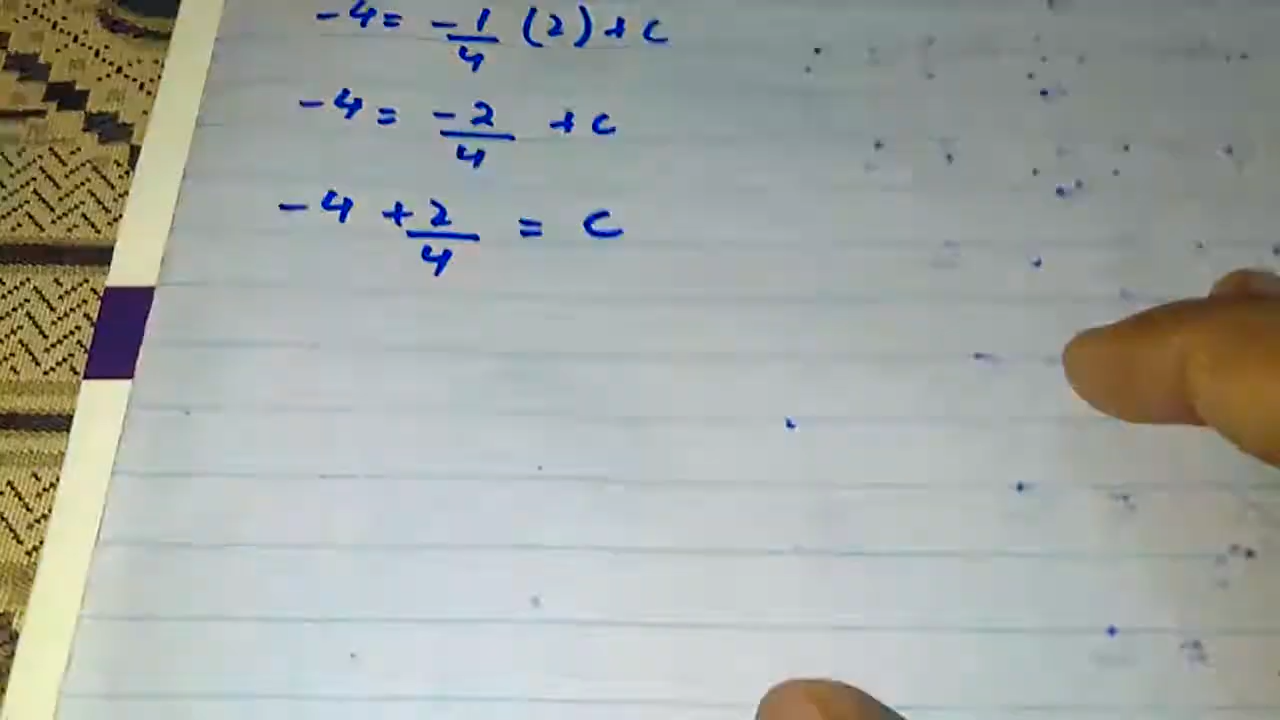 -4 = -1/4 (2) + c
-4 = -2/4 + c
-4 + 2/4 = c